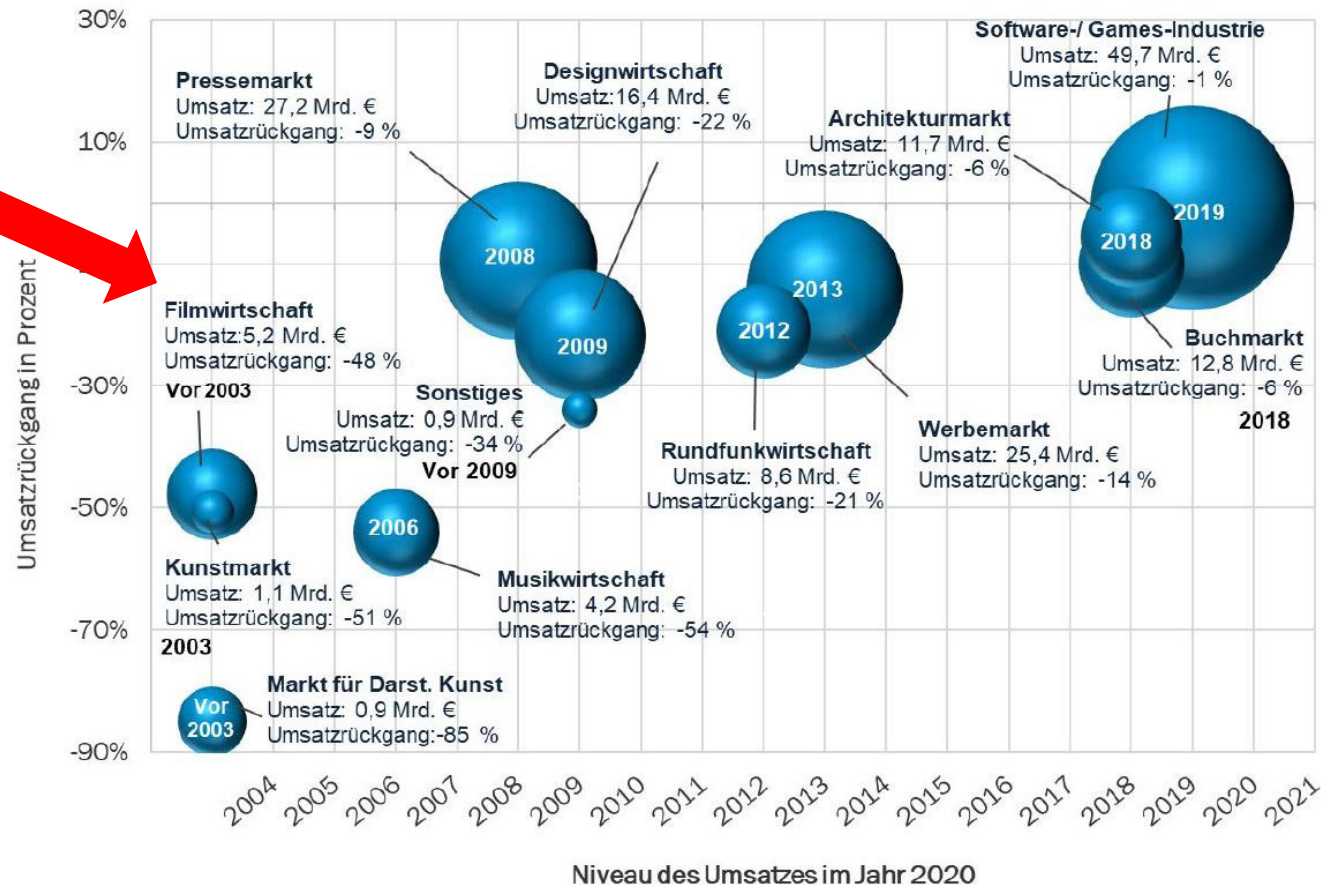 30%
10%
-30%
-50%
-70%
-90%
Umsatzrückgang in Prozent
Pressemarkt
Umsatz: 27,2 Mrd. €
Umsatzrückgang: -9 %
Designwirtschaft
Umsatz:16,4 Mrd. €
Umsatzrückgang: -22 %
Software-/ Games-Industrie
Umsatz: 49,7 Mrd. €
Umsatzrückgang: -1 %
Architekturmarkt
Umsatz: 11,7 Mrd. €
Umsatzrückgang: -6 %
2008
2009
2012
2013
2018
2019
Filmwirtschaft
Umsatz:5,2 Mrd. €
Umsatzrückgang: -48 %
Vor 2003
Sonstiges
Umsatz: 0,9 Mrd. €
Umsatzrückgang: -34 %
Vor 2009
Buchmarkt
Umsatz: 12,8 Mrd. €
Umsatzrückgang: -6 %
2018
Rundfunkwirtschaft
Umsatz: 8,6 Mrd. €
Umsatzrückgang: -21 %
Werbemarkt
Umsatz: 25,4 Mrd. €
Umsatzrückgang: -14 %
2006
Kunstmarkt
Umsatz: 1,1 Mrd. €
Umsatzrückgang: -51 %
2003
Musikwirtschaft
Umsatz: 4,2 Mrd. €
Umsatzrückgang: -54 %
Vor
2003
Markt für Darst. Kunst
Umsatz: 0,9 Mrd. €
Umsatzrückgang:-85 %
2004
2005
2006
2007
2008
2009
2010
2011
2012
2013
2014
2015
2016
2017
2018
2019
2020
2021
Niveau des Umsatzes im Jahr 2020